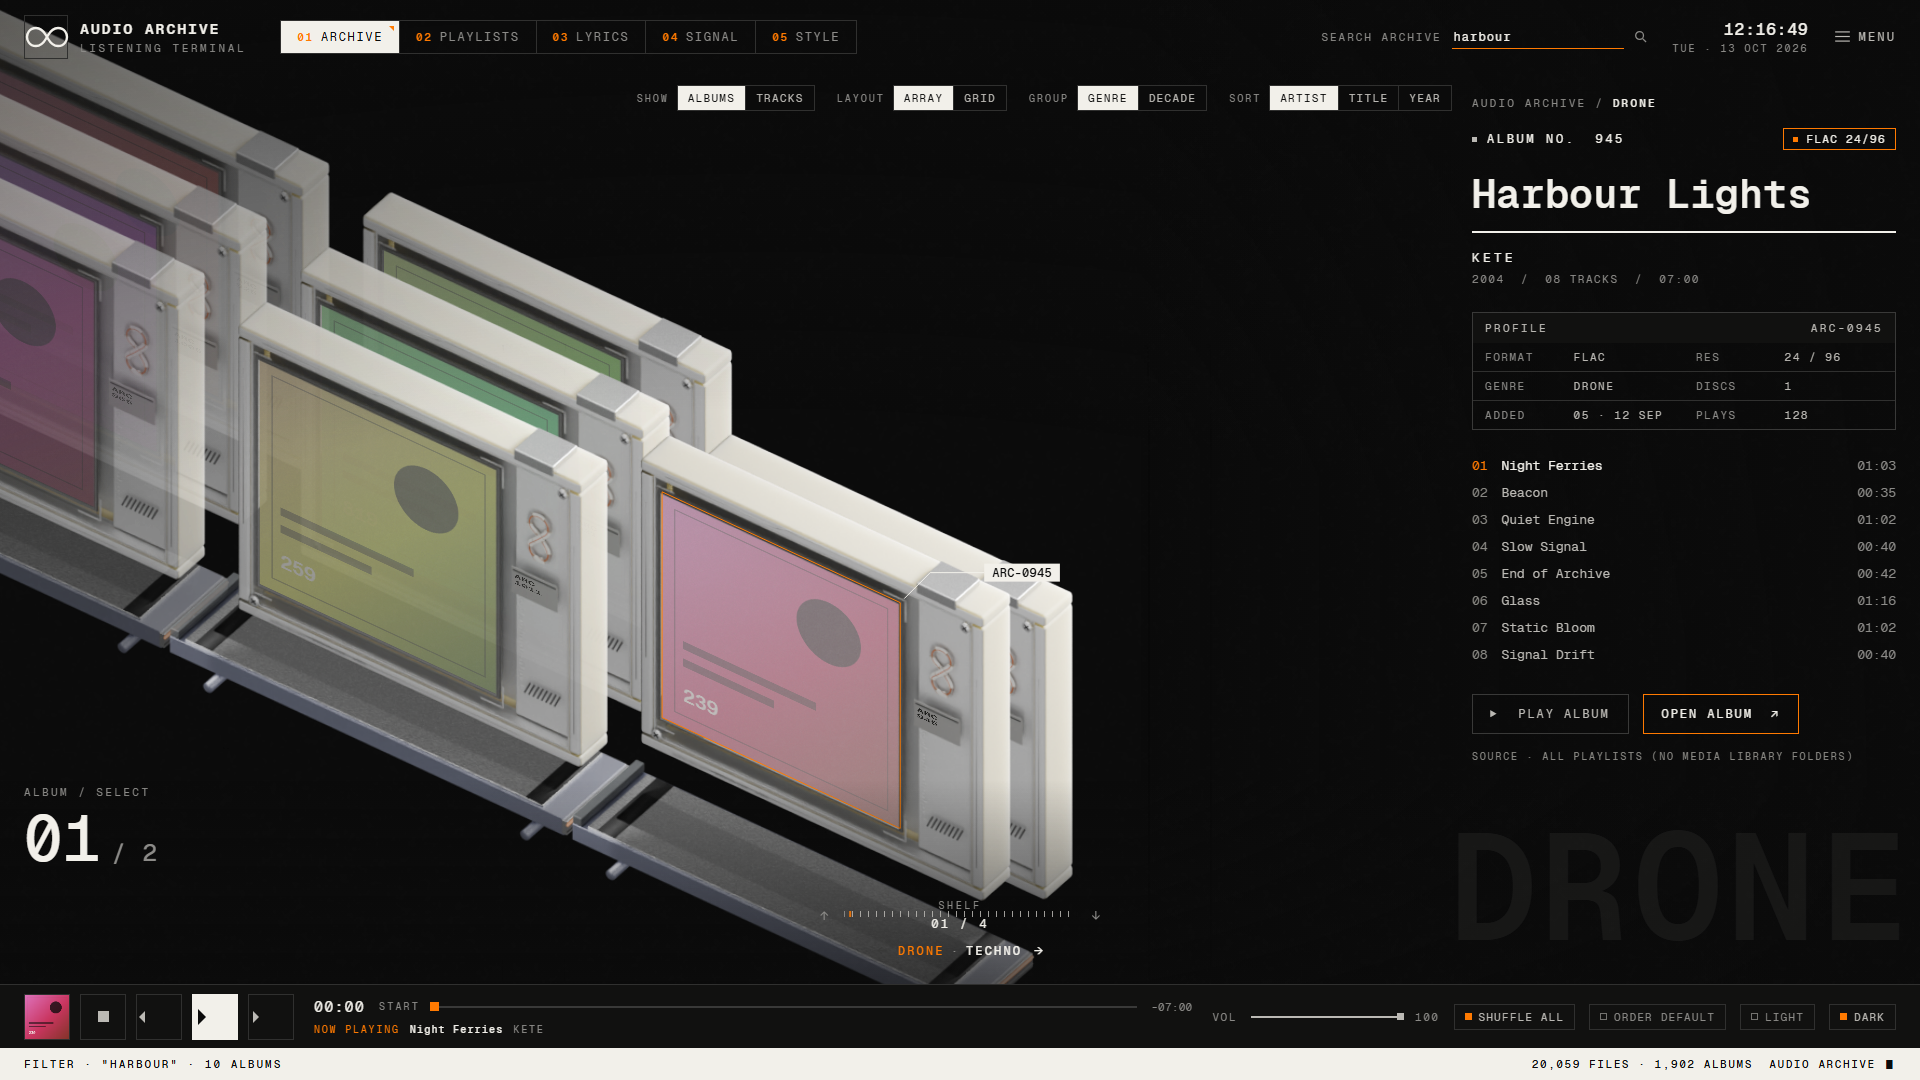 AUDIO ARCHIVE
LISTENING TERMINAL
01 ARCHIVE
02 PLAYLISTS
03 LYRICS
04 SIGNAL
05 STYLE
SEARCH ARCHIVE harbour
12:16:49
TUE · 13 OCT 2026
MENU
SHOW ALBUMS TRACKS
LAYOUT ARRAY GRID
GROUP GENRE DECADE
SORT ARTIST TITLE YEAR
AUDIO ARCHIVE / DRONE
ALBUM NO. 945
FLAC 24/96
Harbour Lights
KETE
2004 / 08 TRACKS / 07:00
PROFILE ARC-0945
FORMAT FLAC RES 24 / 96
GENRE DRONE DISCS 1
ADDED 05 · 12 SEP PLAYS 128
01 Night Ferries 01:03
02 Beacon 00:35
03 Quiet Engine 01:02
04 Slow Signal 00:40
05 End of Archive 00:42
06 Glass 01:16
07 Static Bloom 01:02
08 Signal Drift 00:40
PLAY ALBUM
OPEN ALBUM
SOURCE · ALL PLAYLISTS (NO MEDIA LIBRARY FOLDERS)
DRONE
ARC-0945
259
239
ARC
945
ALBUM / SELECT
01 / 2
SHELF
01 / 4
DRONE · TECHNO →
00:00 START -07:00
NOW PLAYING Night Ferries KETE
VOL 100
SHUFFLE ALL
ORDER DEFAULT
LIGHT
DARK
FILTER · "HARBOUR" · 10 ALBUMS
20,059 FILES · 1,902 ALBUMS AUDIO ARCHIVE